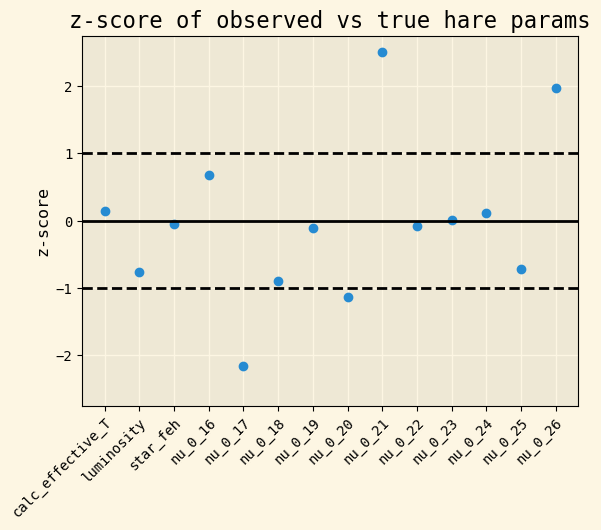 z-score of observed vs true hare params
z-score
2
1
0
−1
−2
calc_effective_T
luminosity
star_feh
nu_0_16
nu_0_17
nu_0_18
nu_0_19
nu_0_20
nu_0_21
nu_0_22
nu_0_23
nu_0_24
nu_0_25
nu_0_26